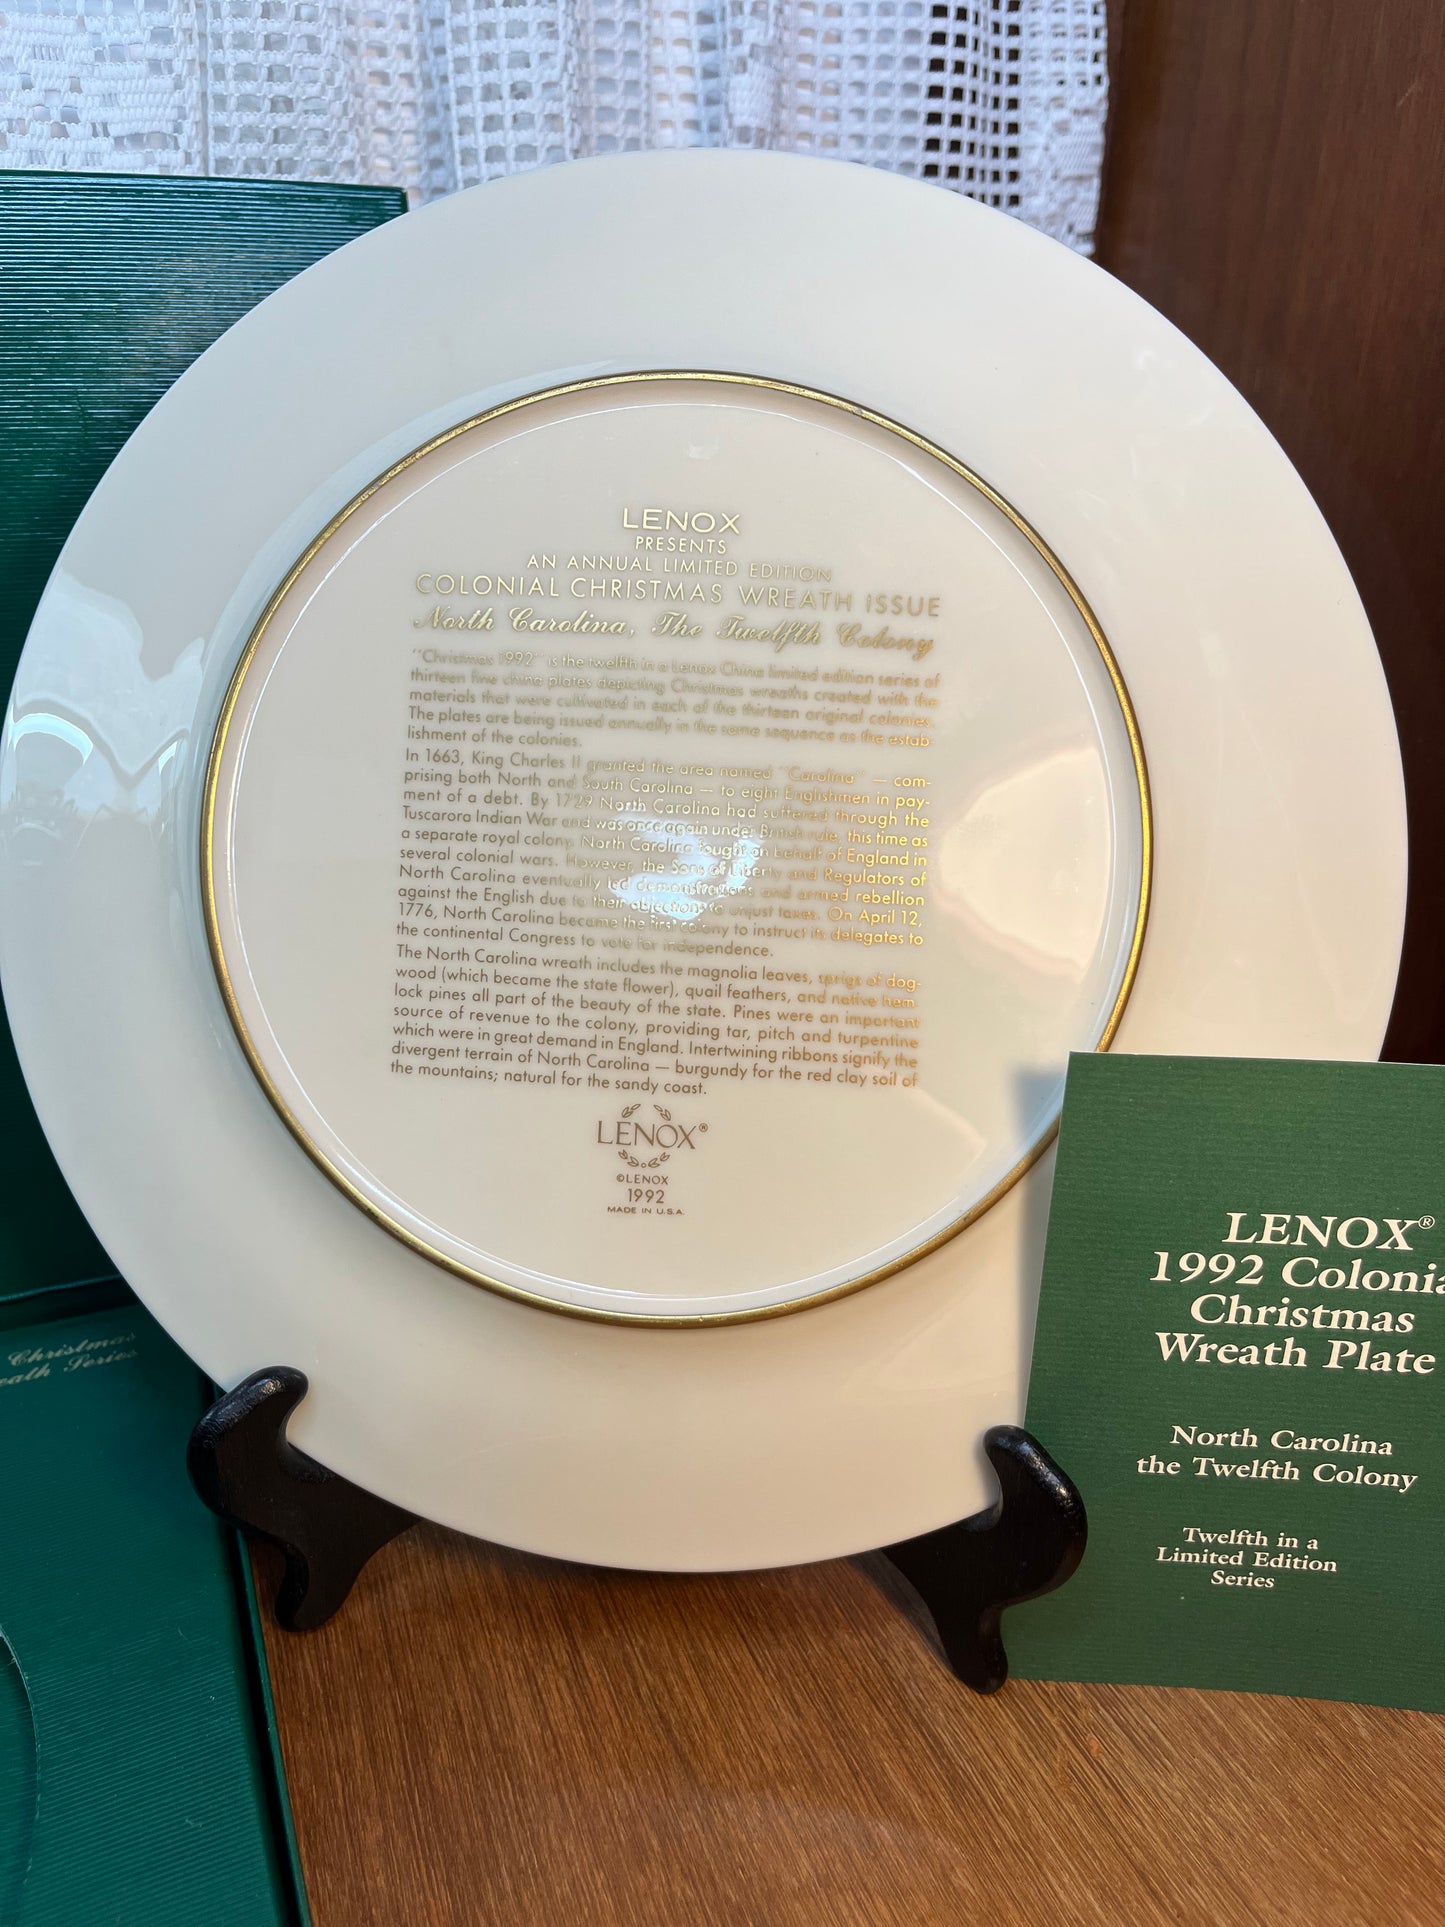 LENOX
PRESENTS
AN ANNUAL LIMITED EDITION
COLONIAL CHRISTMAS WREATH ISSUE
North Carolina, The Twelfth Colony
"Christmas 1992" is the twelfth in a Lenox China limited edition series of
thirteen fine china plates depicting Christmas wreaths created with the
materials that were cultivated in each of the thirteen original colonies.
The plates are being issued annually in the same sequence as the estab-
lishment of the colonies.
In 1663, King Charles II granted the area named "Carolina" — com-
prising both North and South Carolina — to eight Englishmen in pay-
ment of a debt. By 1729 North Carolina had suffered through the
Tuscarora Indian War and was once again under British rule, this time as
a separate royal colony. North Carolina fought on behalf of England in
several colonial wars. However, the Sons of Liberty and Regulators of
North Carolina eventually led demonstrations and armed rebellion
against the English due to their objections to unjust taxes. On April 12,
1776, North Carolina became the first colony to instruct its delegates to
the continental Congress to vote for independence.
The North Carolina wreath includes the magnolia leaves, sprigs of dog-
wood (which became the state flower), quail feathers, and native hem-
lock pines all part of the beauty of the state. Pines were an important
source of revenue to the colony, providing tar, pitch and turpentine
which were in great demand in England. Intertwining ribbons signify the
divergent terrain of North Carolina — burgundy for the red clay soil of
the mountains; natural for the sandy coast.
LENOX®
©LENOX
1992
MADE IN U.S.A.
Christmas
eath Series
LENOX®
1992 Colonia
Christmas
Wreath Plate
North Carolina
the Twelfth Colony
Twelfth in a
Limited Edition
Series